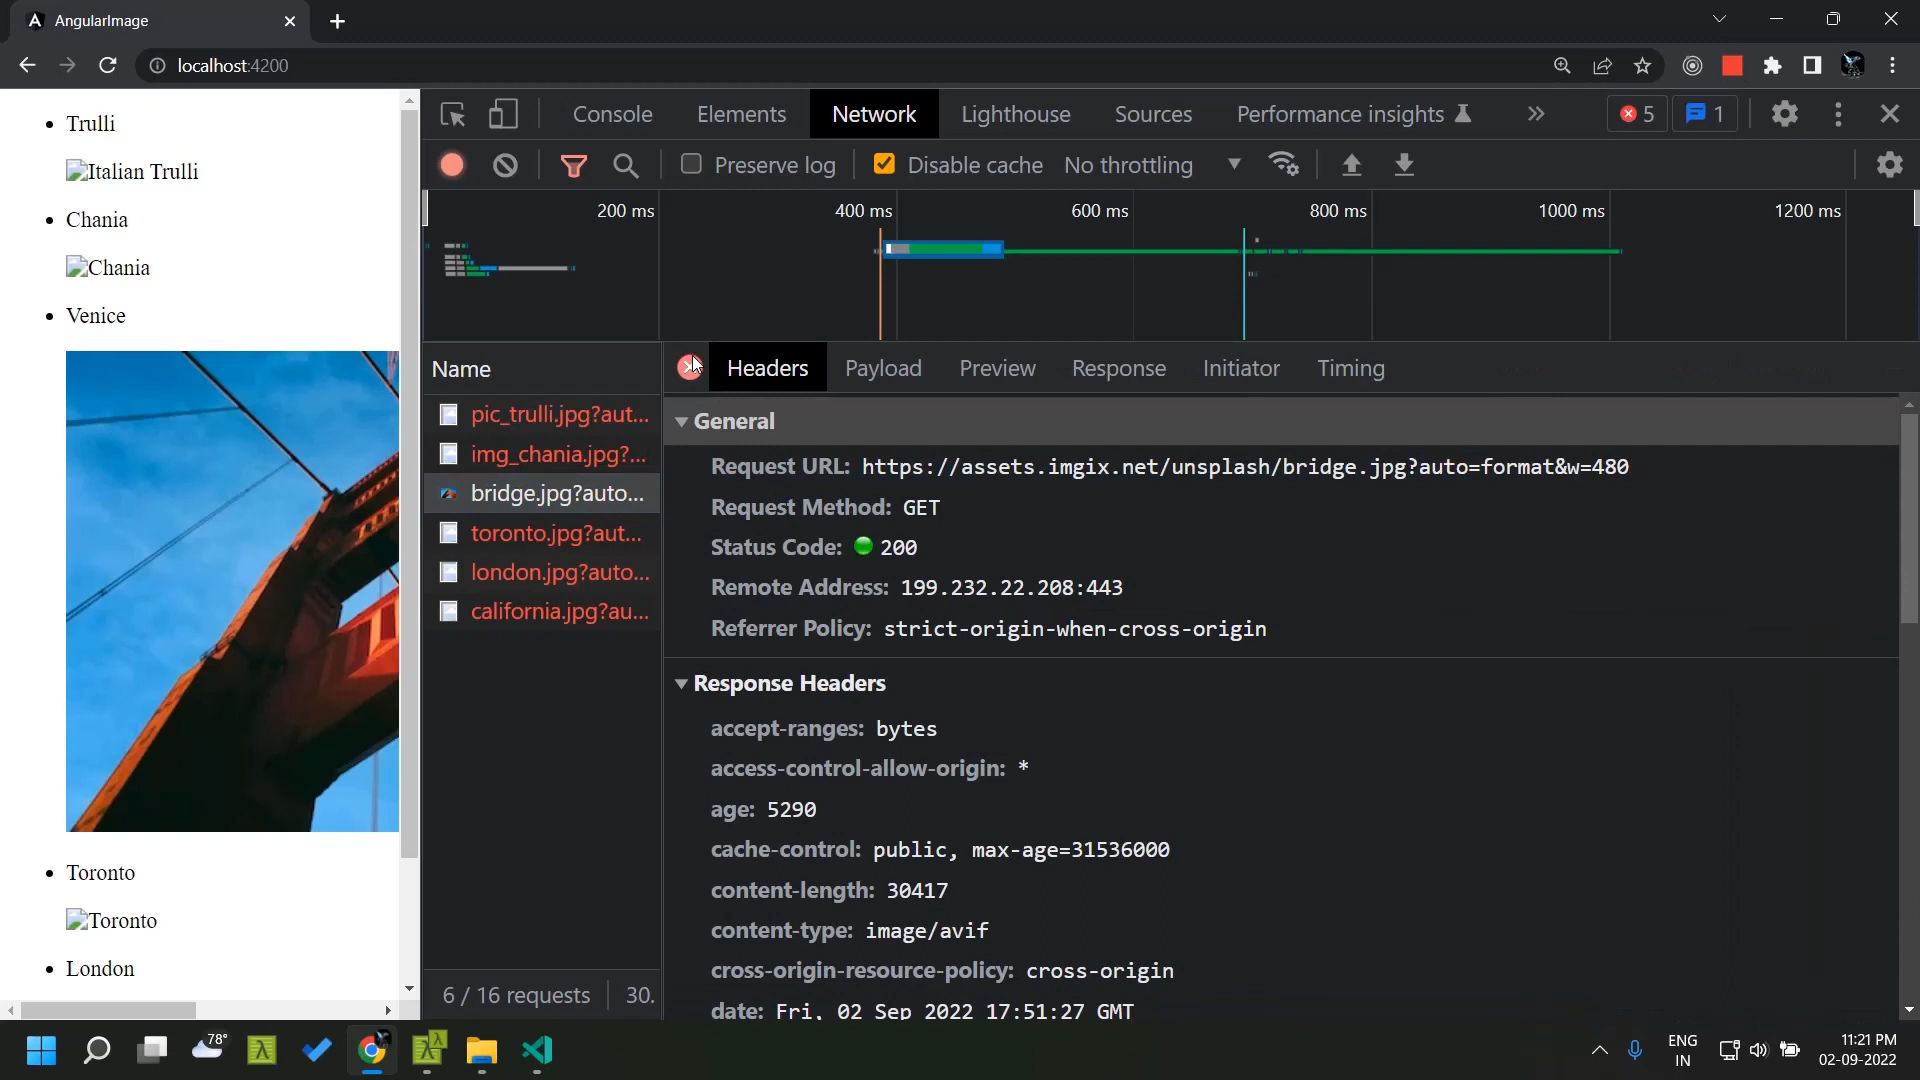 AngularImage
localhost:4200
Trulli
Italian Trulli
Chania
Chania
Venice
Toronto
Toronto
London
Console Elements Network Lighthouse Sources Performance insights » 5 1
Preserve log Disable cache No throttling
200 ms 400 ms 600 ms 800 ms 1000 ms 1200 ms
Name
pic_trulli.jpg?aut...
img_chania.jpg?...
bridge.jpg?auto...
toronto.jpg?aut...
london.jpg?auto...
california.jpg?au...
6 / 16 requests 30.
Headers Payload Preview Response Initiator Timing
General
Request URL: https://assets.imgix.net/unsplash/bridge.jpg?auto=format&w=480
Request Method: GET
Status Code: 200
Remote Address: 199.232.22.208:443
Referrer Policy: strict-origin-when-cross-origin
Response Headers
accept-ranges: bytes
access-control-allow-origin: *
age: 5290
cache-control: public, max-age=31536000
content-length: 30417
content-type: image/avif
cross-origin-resource-policy: cross-origin
date: Fri, 02 Sep 2022 17:51:27 GMT
78°
ENG
IN
11:21 PM
02-09-2022